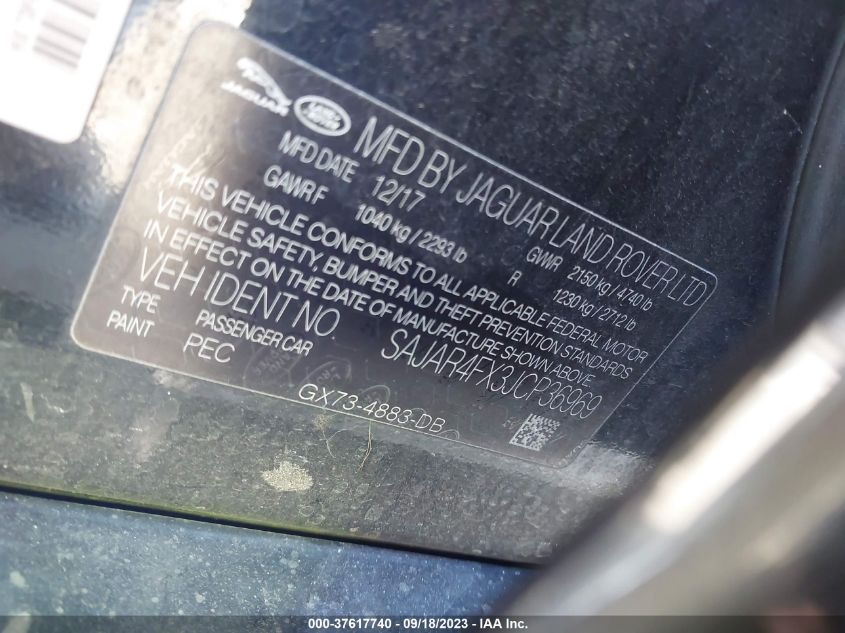 JAGUAR
LAND ROVER
MFD BY JAGUAR LAND ROVER LTD
MFD DATE 12/17 GVWR 2150 kg / 4740 lb
GAWR F 1040 kg / 2293 lb R 1230 kg / 2712 lb
THIS VEHICLE CONFORMS TO ALL APPLICABLE FEDERAL MOTOR
VEHICLE SAFETY, BUMPER AND THEFT PREVENTION STANDARDS
IN EFFECT ON THE DATE OF MANUFACTURE SHOWN ABOVE
VEH IDENT NO. SAJAR4FX3JCP36969
TYPE PASSENGER CAR
PAINT PEC
GX73-4883-DB
000-37617740 - 09/18/2023 - IAA Inc.